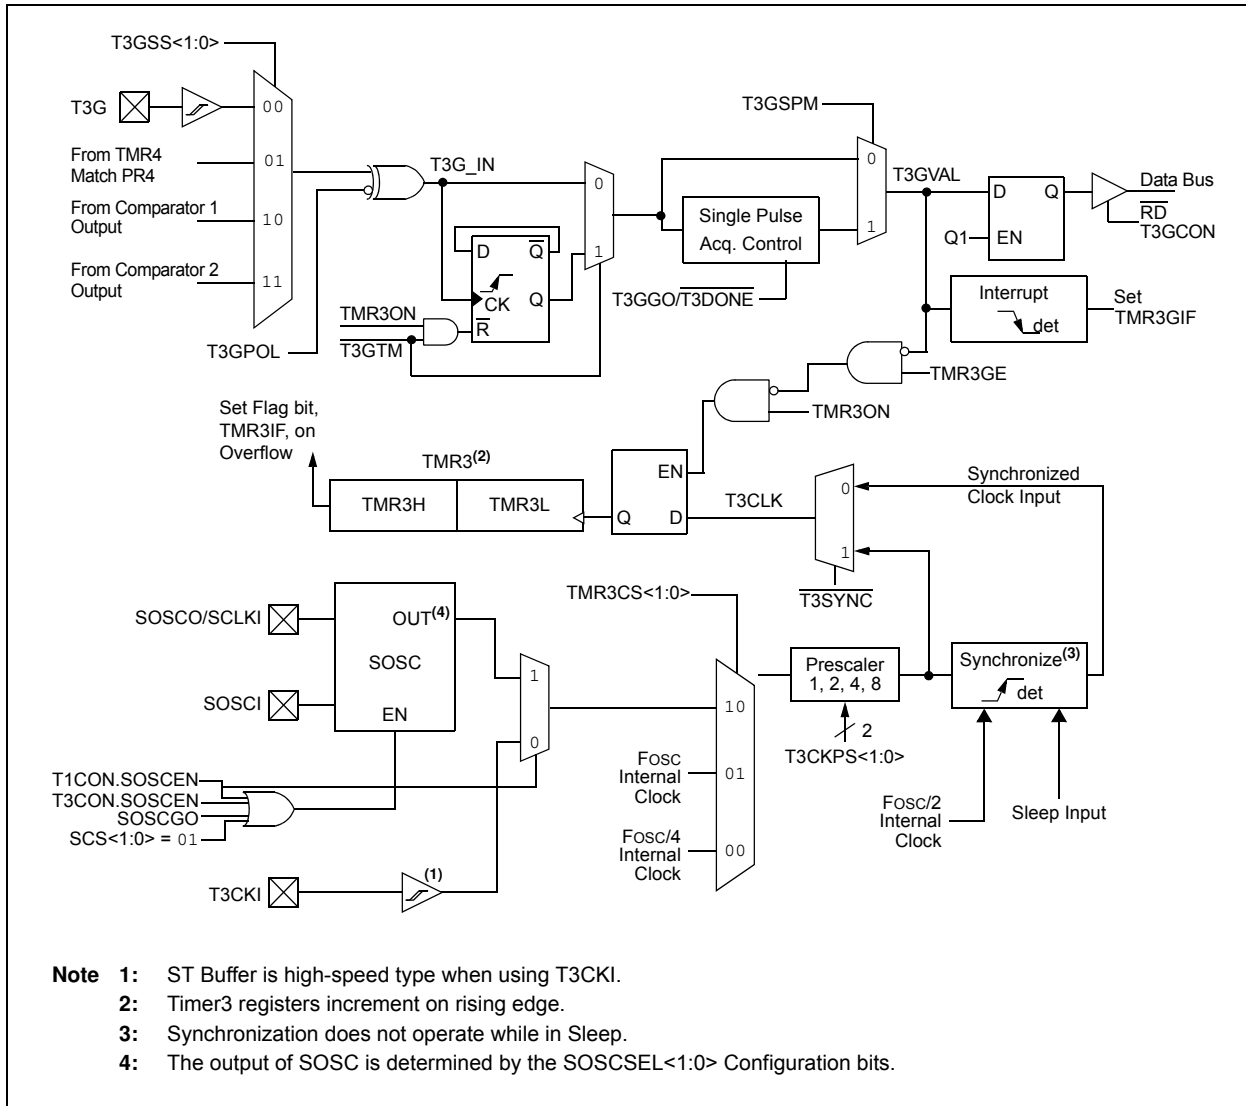 T3GSS<1:0>
T3G
00
From TMR4
Match PR4
01
From Comparator 1
Output
10
From Comparator 2
Output
11
T3GPOL
T3G_IN
0
1
D
Q̅
CK
Q
R̅
TMR3ON
T̅3̅G̅T̅M̅
T3GSPM
Single Pulse
Acq. Control
T3GGO/T̅3̅D̅O̅N̅E̅
0
1
T3GVAL
D
Q
Q1
EN
Data Bus
R̅D̅
T3GCON
Interrupt
det
Set
TMR3GIF
TMR3GE
TMR3ON
Set Flag bit,
TMR3IF, on
Overflow
TMR3(2)
TMR3H
TMR3L
EN
Q
D
T3CLK
0
1
T̅3̅S̅Y̅N̅C̅
Synchronized
Clock Input
SOSCO/SCLKI
OUT(4)
SOSC
SOSCI
EN
1
0
T1CON.SOSCEN
T3CON.SOSCEN
SOSCGO
SCS<1:0> = 01
T3CKI
(1)
TMR3CS<1:0>
10
FOSC
Internal
Clock
01
FOSC/4
Internal
Clock
00
Prescaler
1, 2, 4, 8
2
T3CKPS<1:0>
Synchronize(3)
det
FOSC/2
Internal
Clock
Sleep Input
Note 1: ST Buffer is high-speed type when using T3CKI.
2: Timer3 registers increment on rising edge.
3: Synchronization does not operate while in Sleep.
4: The output of SOSC is determined by the SOSCSEL<1:0> Configuration bits.